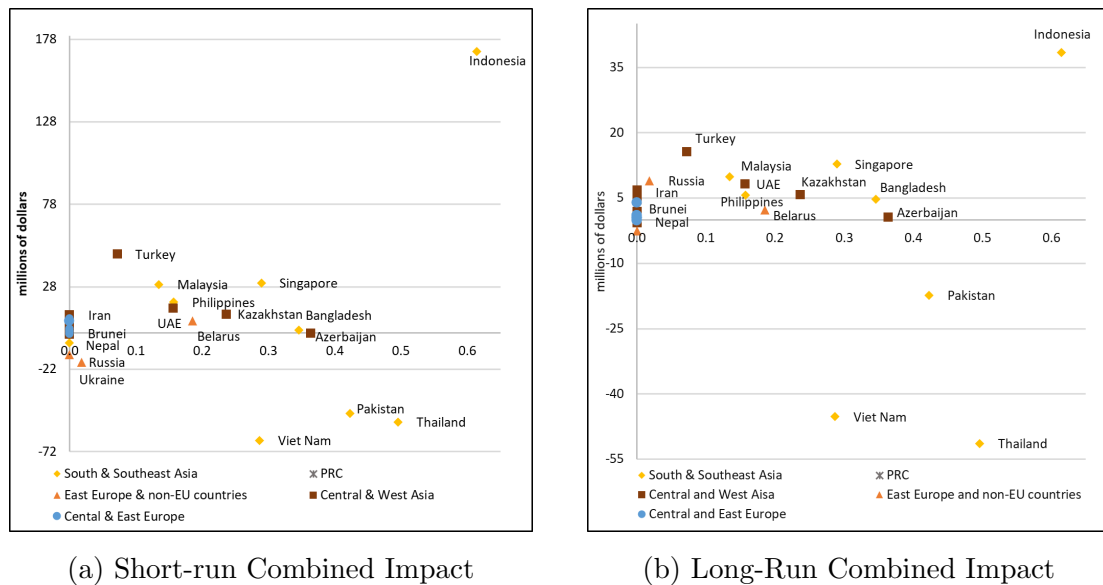 178
128
78
28
-22
-72
millions of dollars
0.0
0.1
0.2
0.3
0.4
0.5
0.6
Indonesia
Turkey
Malaysia
Singapore
Philippines
Iran
UAE
Kazakhstan
Bangladesh
Brunei
Belarus
Azerbaijan
Nepal
Russia
Ukraine
Pakistan
Thailand
Viet Nam
South & Southeast Asia
PRC
East Europe & non-EU countries
Central & West Asia
Cental & East Europe
(a) Short-run Combined Impact
35
20
5
-10
-25
-40
-55
millions of dollars
0.0
0.1
0.2
0.3
0.4
0.5
0.6
Indonesia
Turkey
Malaysia
Singapore
Russia
UAE
Kazakhstan
Bangladesh
Iran
Philippines
Brunei
Belarus
Azerbaijan
Nepal
Pakistan
Viet Nam
Thailand
South & Southeast Asia
PRC
Central and West Aisa
East Europe and non-EU countries
Central and East Europe
(b) Long-Run Combined Impact